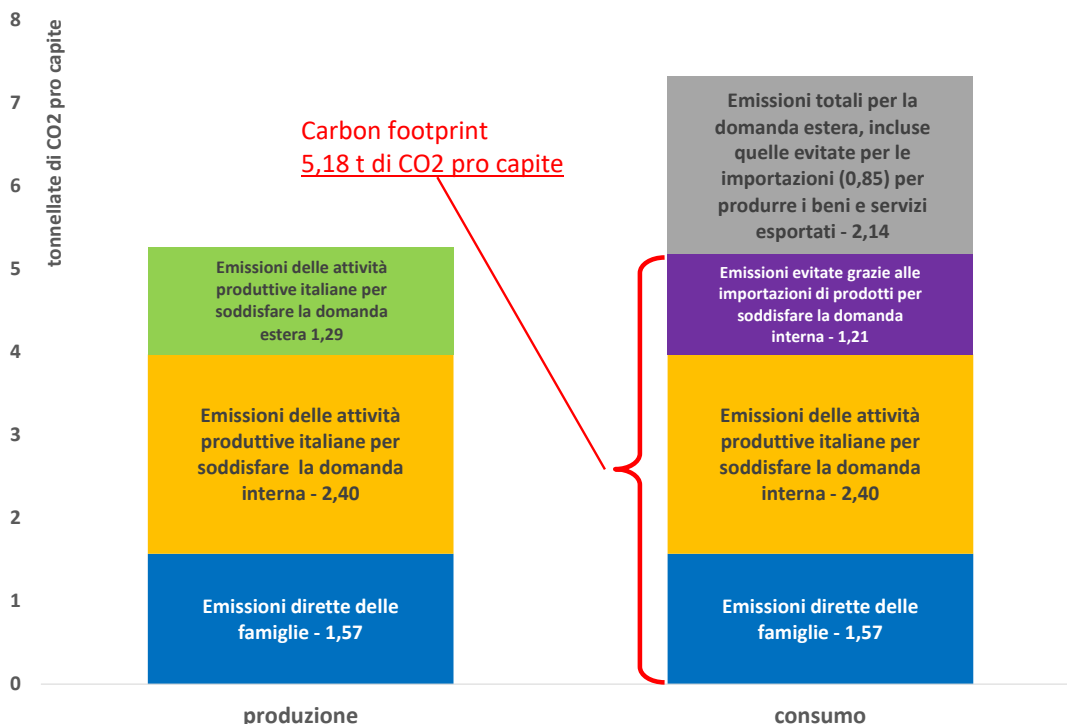 tonnellate di CO2 pro capite
8
7
6
5
4
3
2
1
0
Carbon footprint
5,18 t di CO2 pro capite
Emissioni delle attività
produttive italiane per
soddisfare la domanda
estera 1,29
Emissioni delle attività
produttive italiane per
soddisfare la domanda
interna - 2,40
Emissioni dirette delle
famiglie - 1,57
Emissioni totali per la
domanda estera, incluse
quelle evitate per le
importazioni (0,85) per
produrre i beni e servizi
esportati - 2,14
Emissioni evitate grazie alle
importazioni di prodotti per
soddisfare la domanda
interna - 1,21
Emissioni delle attività
produttive italiane per
soddisfare la domanda
interna - 2,40
Emissioni dirette delle
famiglie - 1,57
produzione
consumo